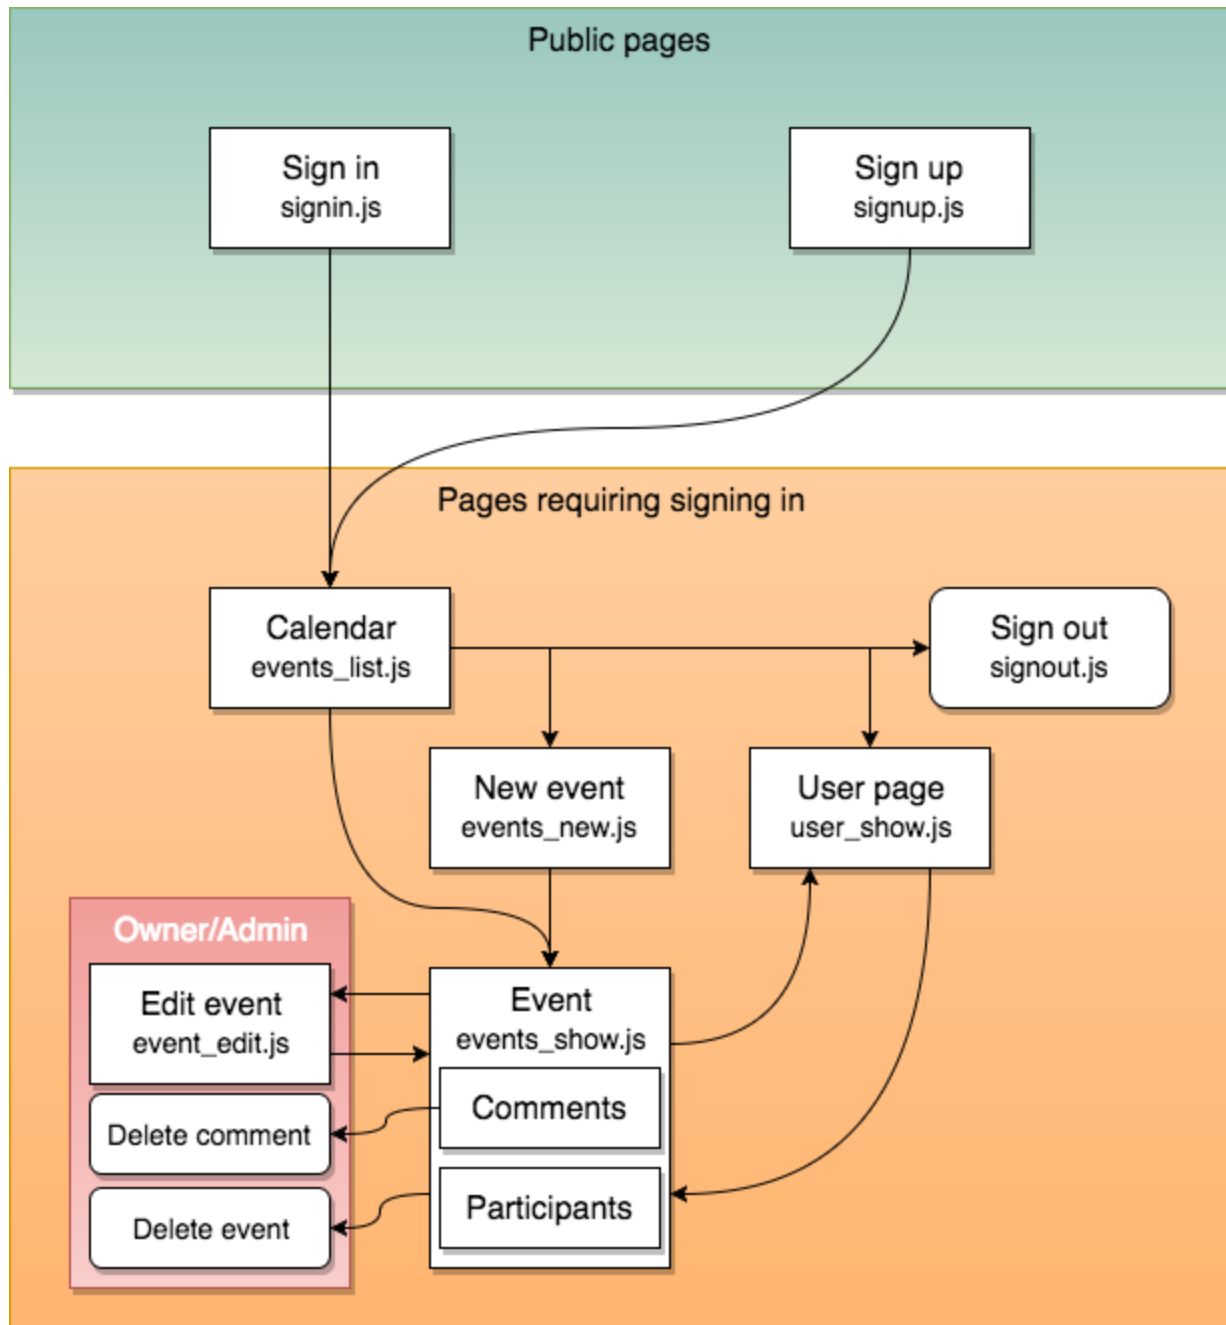 Public pages
Sign in
signin.js
Sign up
signup.js
Pages requiring signing in
Calendar
events_list.js
Sign out
signout.js
New event
events_new.js
User page
user_show.js
Owner/Admin
Edit event
event_edit.js
Delete comment
Delete event
Event
events_show.js
Comments
Participants